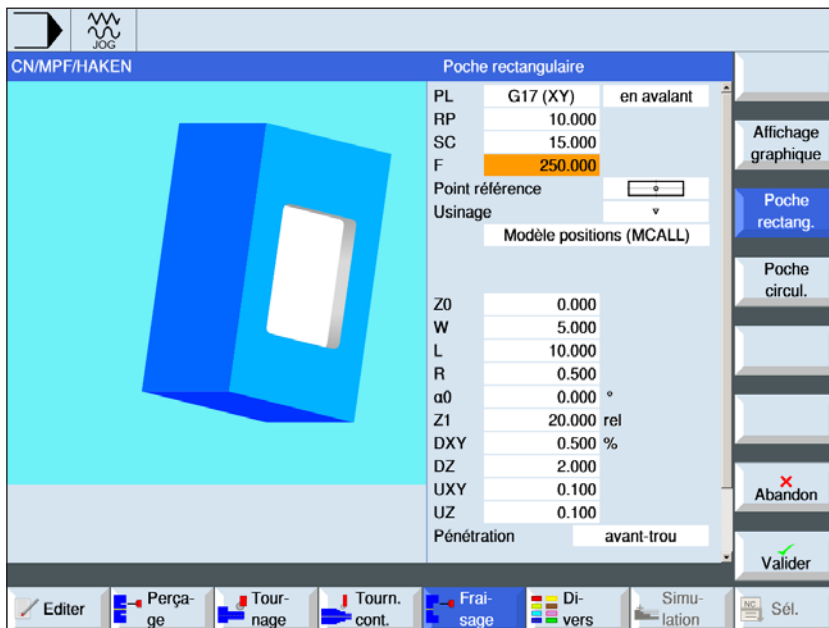 JOG
CN/MPF/HAKEN
Poche rectangulaire
PL G17 (XY) en avalant
RP 10.000
SC 15.000
F 250.000
Point référence
Usinage
Modèle positions (MCALL)
Z0 0.000
W 5.000
L 10.000
R 0.500
α0 0.000 °
Z1 20.000 rel
DXY 0.500 %
DZ 2.000
UXY 0.100
UZ 0.100
Pénétration avant-trou
Affichage
graphique
Poche
rectang.
Poche
circul.
Abandon
Valider
Editer
Perça-
ge
Tour-
nage
Tourn.
cont.
Frai-
sage
Di-
vers
Simu-
lation
NC
Sél.